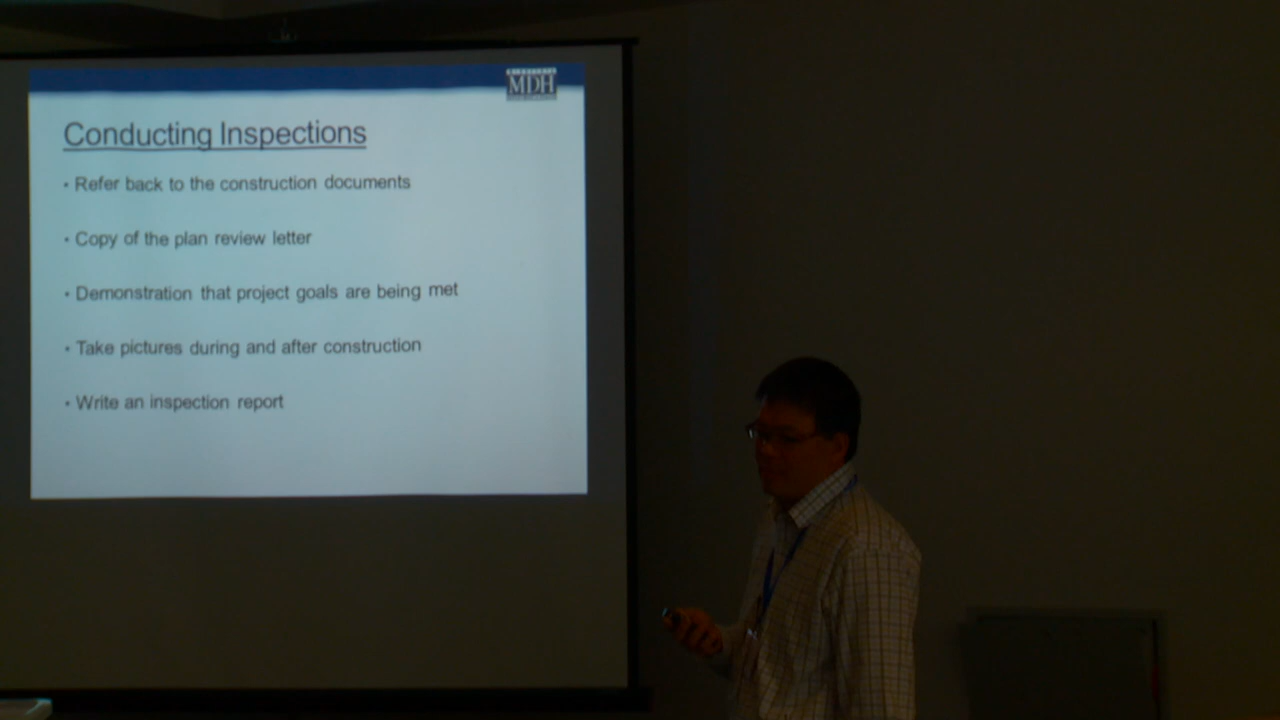 MDH
Conducting Inspections
• Refer back to the construction documents
• Copy of the plan review letter
• Demonstration that project goals are being met
• Take pictures during and after construction
• Write an inspection report